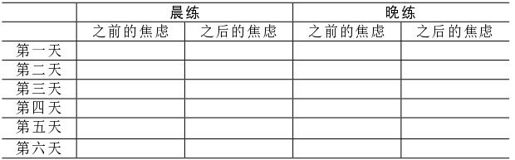 晨练 晚练
之前的焦虑 之后的焦虑 之前的焦虑 之后的焦虑
第一天
第二天
第三天
第四天
第五天
第六天